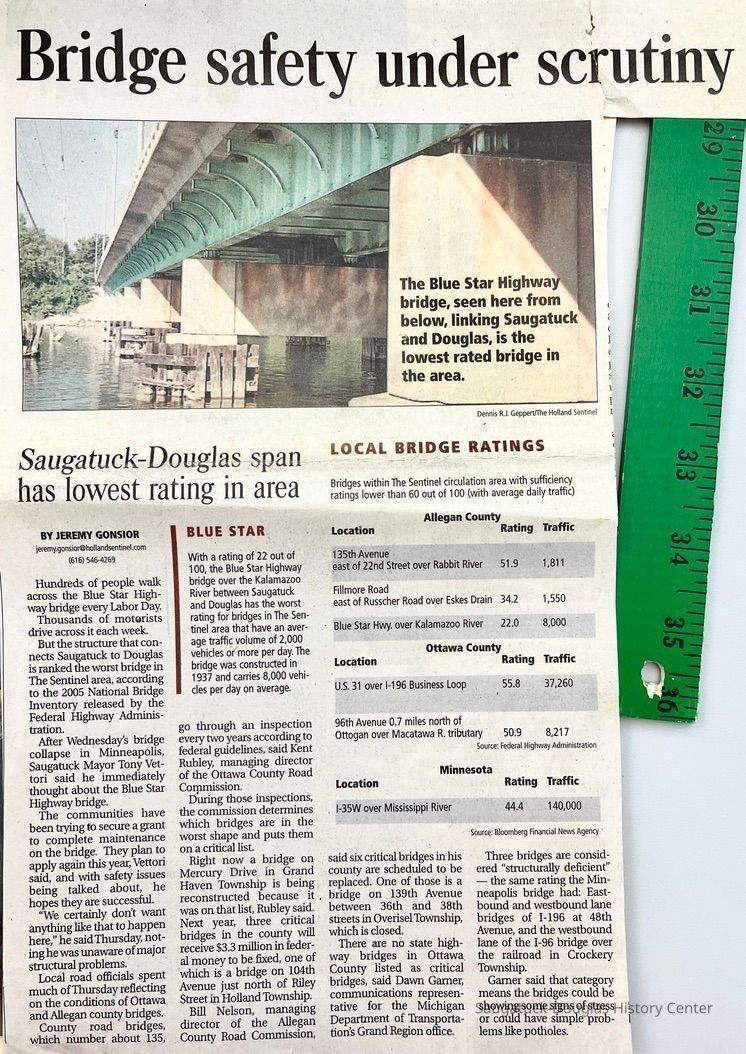 Bridge safety under scrutiny
The Blue Star Highway
bridge, seen here from
below, linking Saugatuck
and Douglas, is the
lowest rated bridge in
the area.
Dennis R.J. Geppert/The Holland Sentinel
Saugatuck-Douglas span
has lowest rating in area
BY JEREMY GONSIOR
jeremy.gonsior@hollandsentinel.com
(616) 546-4269
Hundreds of people walk
across the Blue Star High-
way bridge every Labor Day.
Thousands of motorists
drive across it each week.
But the structure that con-
nects Saugatuck to Douglas
is ranked the worst bridge in
The Sentinel area, according
to the 2005 National Bridge
Inventory released by the
Federal Highway Adminis-
tration.
After Wednesday's bridge
collapse in Minneapolis,
Saugatuck Mayor Tony Vet-
tori said he immediately
thought about the Blue Star
Highway bridge.
The communities have
been trying to secure a grant
to complete maintenance
on the bridge. They plan to
apply again this year, Vettori
said, and with safety issues
being talked about, he
hopes they are successful.
"We certainly don't want
anything like that to happen
here," he said Thursday, not-
ing he was unaware of major
structural problems.
Local road officials spent
much of Thursday reflecting
on the conditions of Ottawa
and Allegan county bridges.
County road bridges,
which number about 135,
BLUE STAR
With a rating of 22 out of
100, the Blue Star Highway
bridge over the Kalamazoo
River between Saugatuck
and Douglas has the worst
rating for bridges in The Sen-
tinel area that have an aver-
age traffic volume of 2,000
vehicles or more per day. The
bridge was constructed in
1937 and carries 8,000 vehi-
cles per day on average.
go through an inspection
every two years according to
federal guidelines, said Kent
Rubley, managing director
of the Ottawa County Road
Commission.
During those inspections,
the commission determines
which bridges are in the
worst shape and puts them
on a critical list.
Right now a bridge on
Mercury Drive in Grand
Haven Township is being
reconstructed because it
was on that list, Rubley said.
Next year, three critical
bridges in the county will
receive $3.3 million in feder-
al money to be fixed, one of
which is a bridge on 104th
Avenue just north of Riley
Street in Holland Township.
Bill Nelson, managing
director of the Allegan
County Road Commission,
LOCAL BRIDGE RATINGS
Bridges within The Sentinel circulation area with sufficiency
ratings lower than 60 out of 100 (with average daily traffic)
Allegan County
Location Rating Traffic
135th Avenue
east of 22nd Street over Rabbit River 51.9 1,811
Fillmore Road
east of Russcher Road over Eskes Drain 34.2 1,550
Blue Star Hwy. over Kalamazoo River 22.0 8,000
Ottawa County
Location Rating Traffic
U.S. 31 over I-196 Business Loop 55.8 37,260
96th Avenue 0.7 miles north of
Ottogan over Macatawa R. tributary 50.9 8,217
Source: Federal Highway Administration
Minnesota
Location Rating Traffic
I-35W over Mississippi River 44.4 140,000
Source: Bloomberg Financial News Agency
said six critical bridges in his
county are scheduled to be
replaced. One of those is a
bridge on 139th Avenue
between 36th and 38th
streets in Overisel Township,
which is closed.
There are no state high-
way bridges in Ottawa
County listed as critical
bridges, said Dawn Garner,
communications represen-
tative for the Michigan
Department of Transporta-
tion's Grand Region office.
Three bridges are consid-
ered "structurally deficient"
— the same rating the Min-
neapolis bridge had: East-
bound and westbound lane
bridges of I-196 at 48th
Avenue, and the westbound
lane of the I-96 bridge over
the railroad in Crockery
Township.
Garner said that category
means the bridges could be
showing some signs of stress
or could have simple prob-
lems like potholes.
Saugatuck-Douglas History Center
29
30
31
32
33
34
35
36